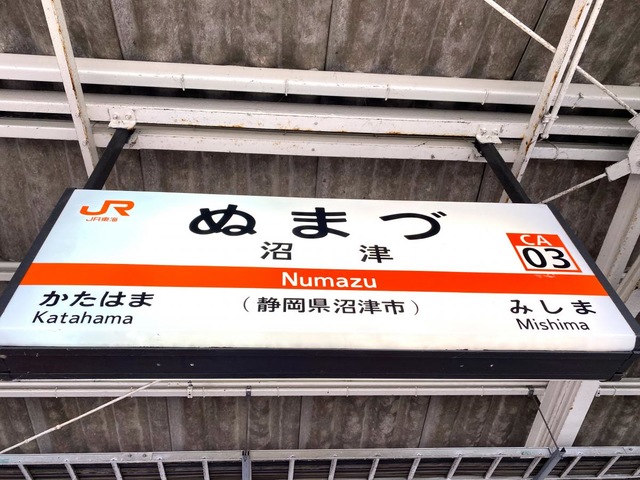 JR
JR東海
ぬまづ
沼津
CA
03
Numazu
かたはま
Katahama
(静岡県沼津市)
みしま
Mishima